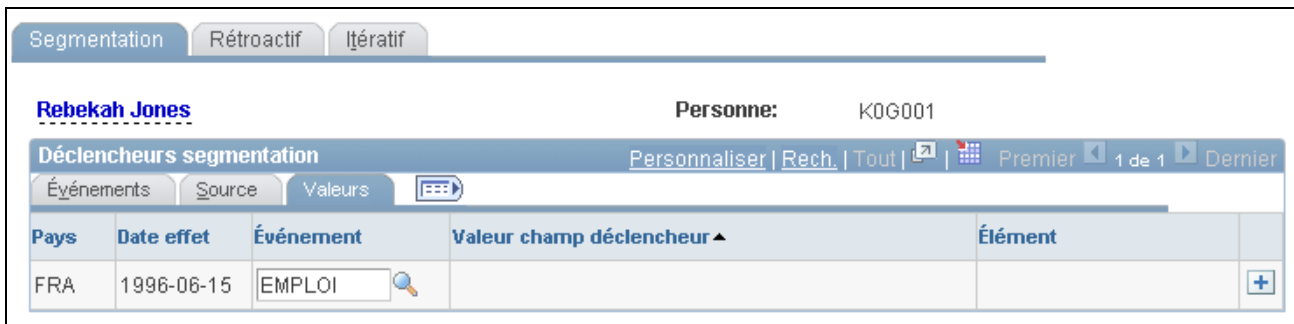 Segmentation Rétroactif Itératif
Rebekah Jones Personne: K0G001
Déclencheurs segmentation Personnaliser | Rech. | Tout | | Premier 1 de 1 Dernier
Événements Source Valeurs
Pays Date effet Événement Valeur champ déclencheur Élément
FRA 1996-06-15 EMPLOI